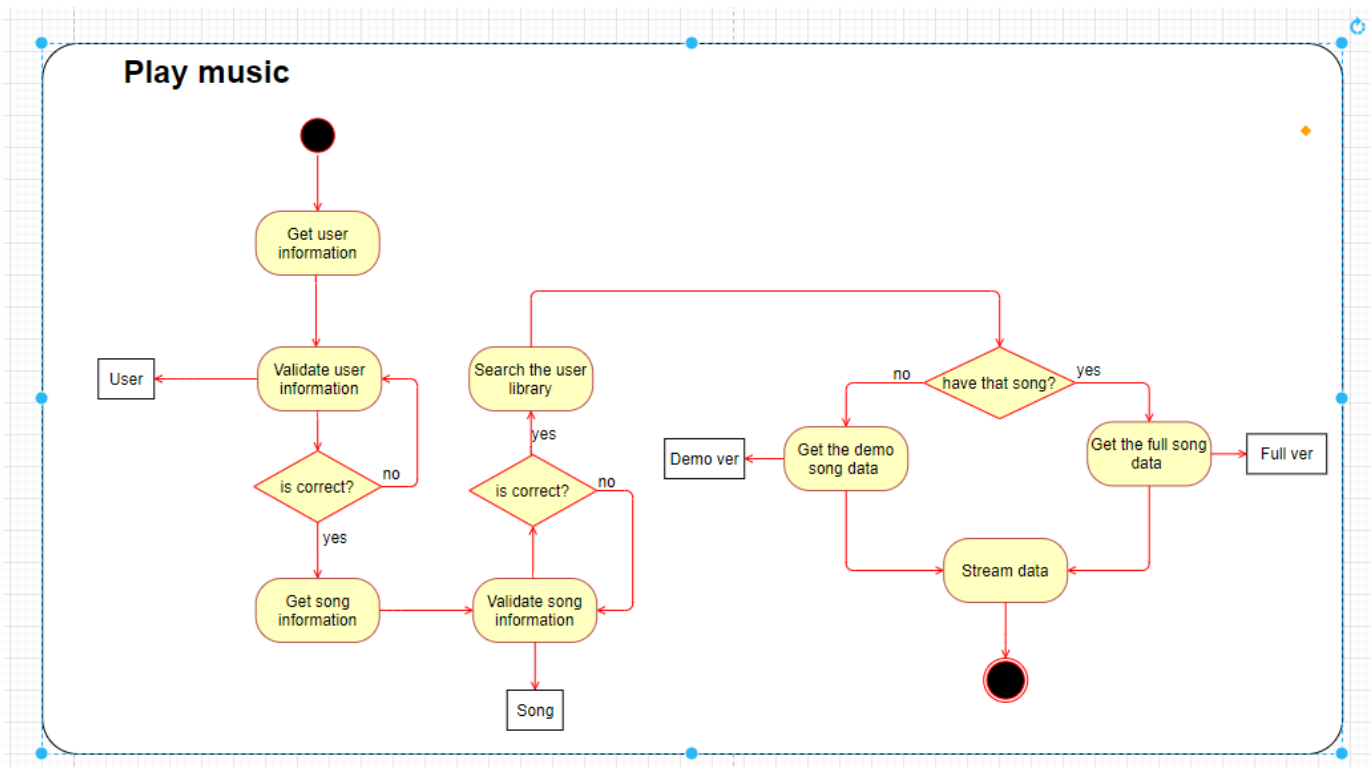 Play music
Get user
information
Validate user
information
User
is correct?
no
yes
Get song
information
Validate song
information
Song
is correct?
no
yes
Search the user
library
have that song?
no
yes
Get the demo
song data
Demo ver
Get the full song
data
Full ver
Stream data